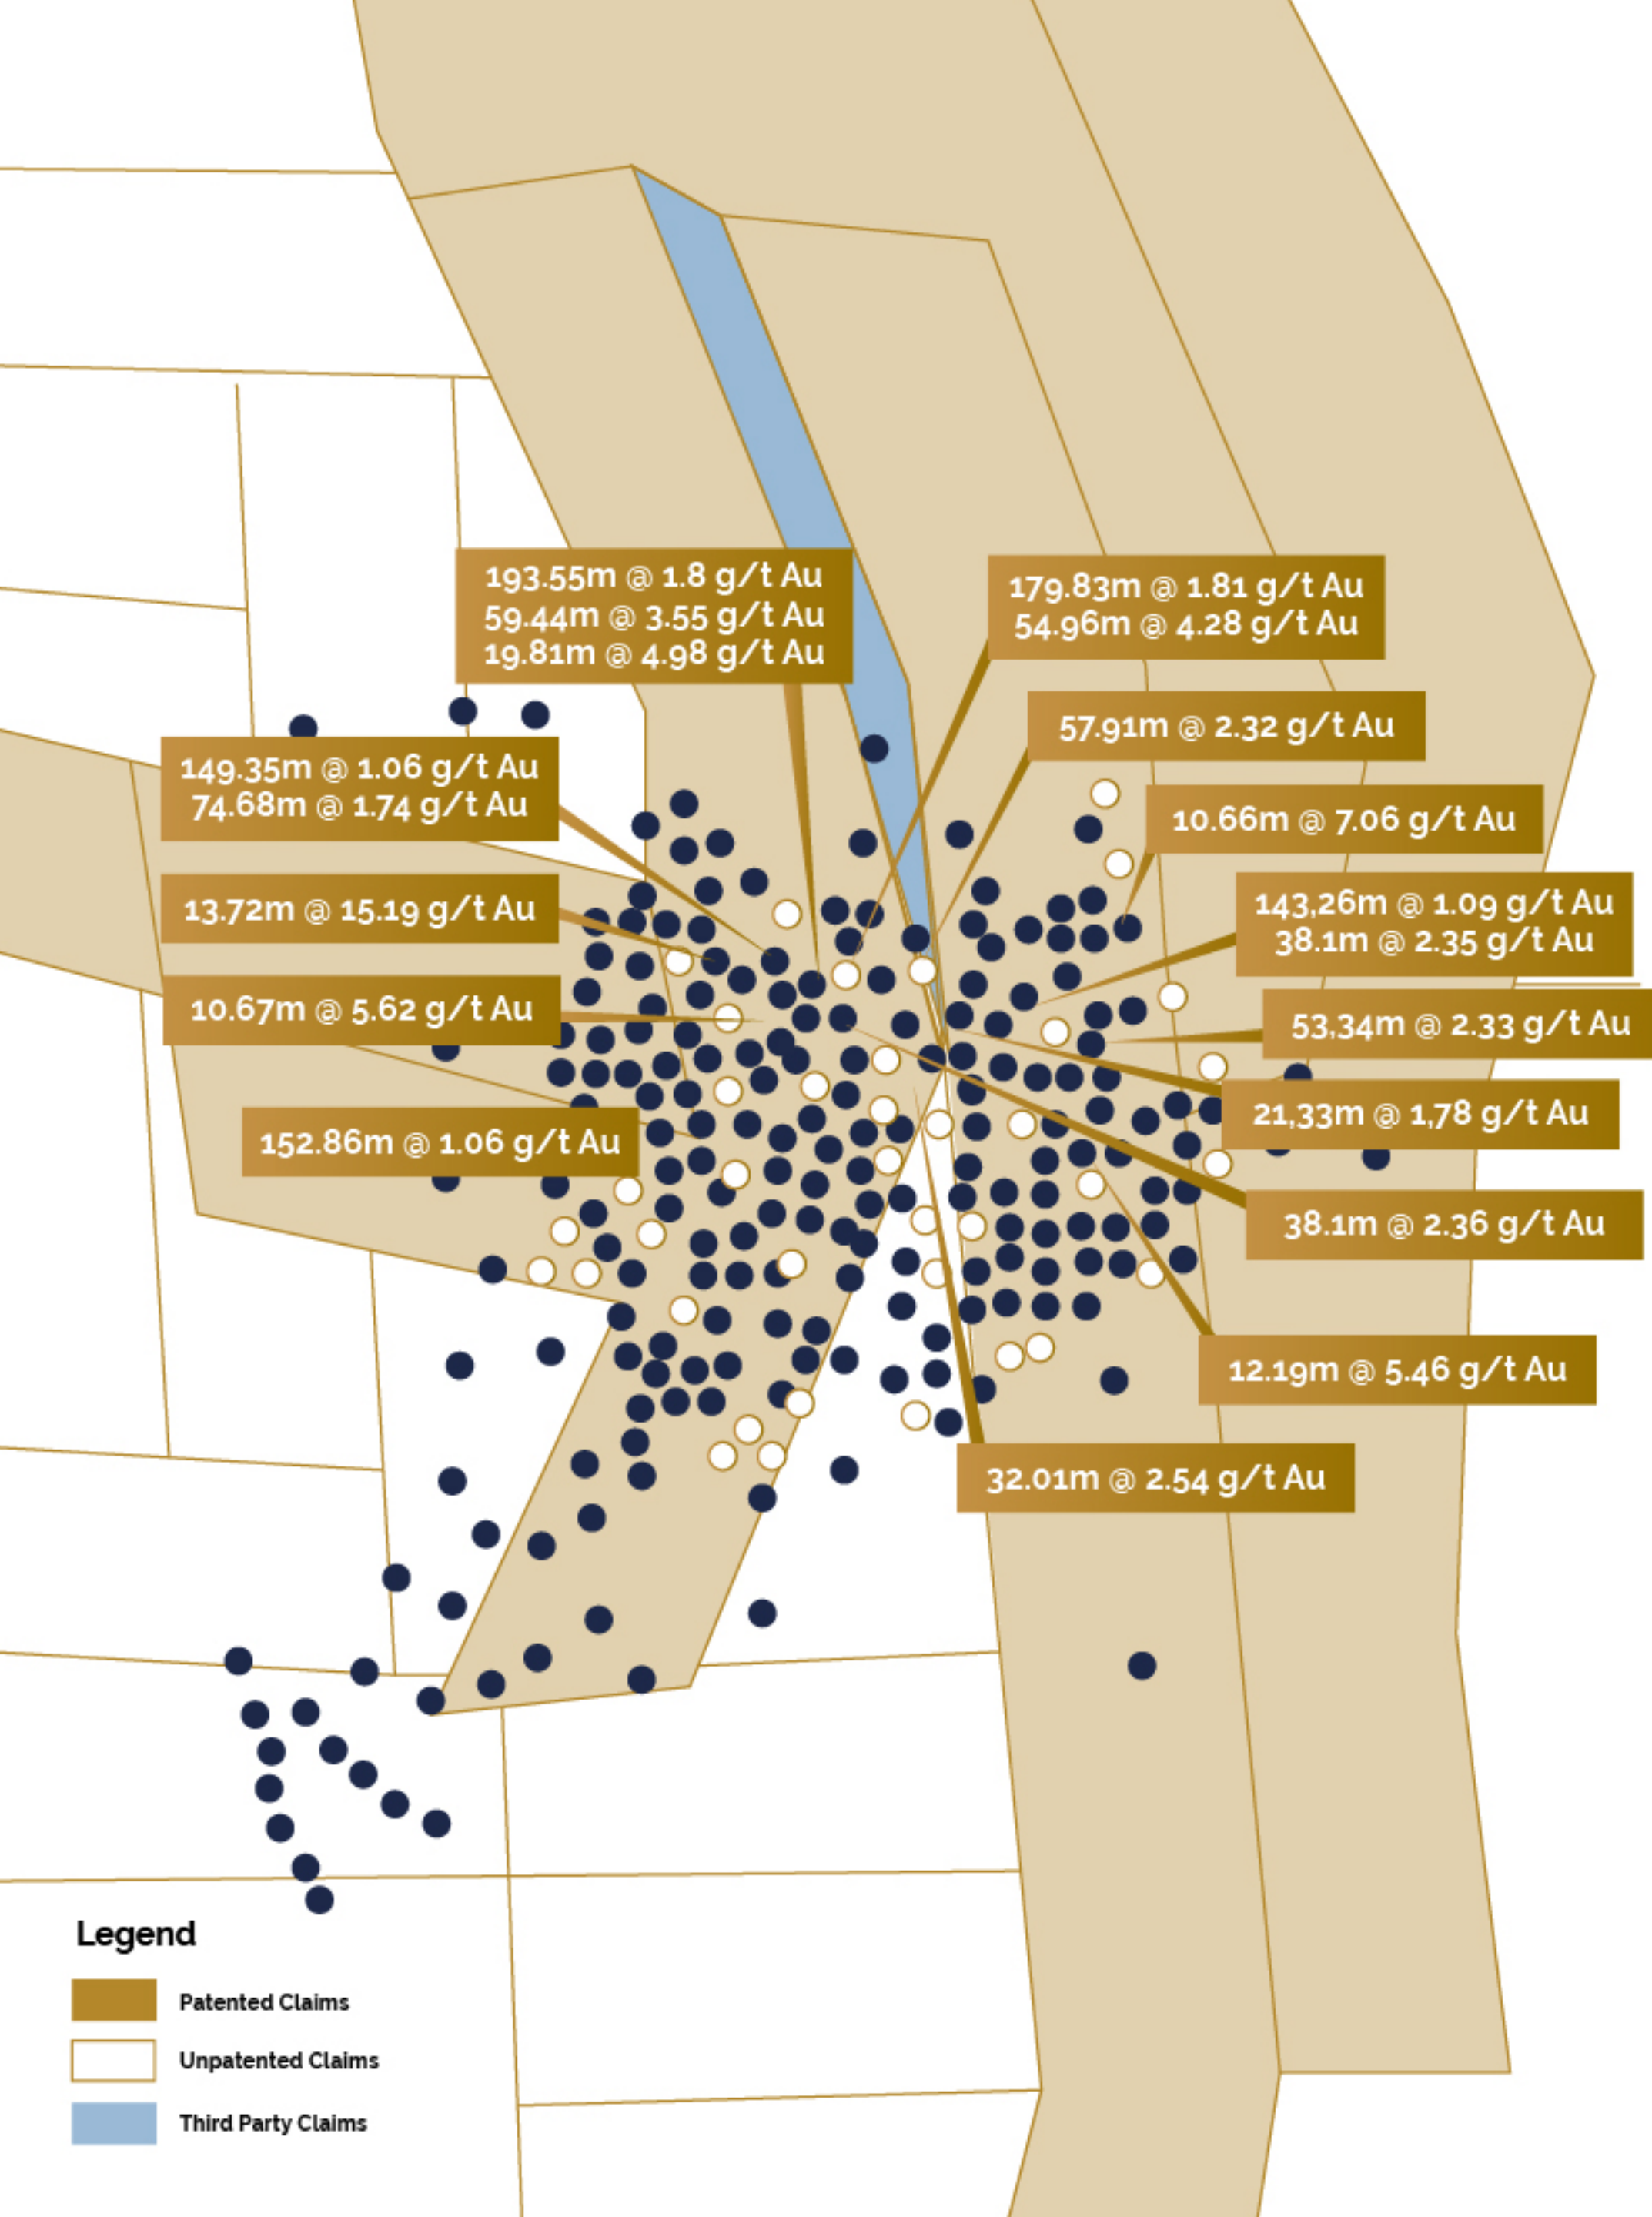 193.55m @ 1.8 g/t Au
59.44m @ 3.55 g/t Au
19.81m @ 4.98 g/t Au
179.83m @ 1.81 g/t Au
54.96m @ 4.28 g/t Au
57.91m @ 2.32 g/t Au
149.35m @ 1.06 g/t Au
74.68m @ 1.74 g/t Au
10.66m @ 7.06 g/t Au
13.72m @ 15.19 g/t Au
143,26m @ 1.09 g/t Au
38.1m @ 2.35 g/t Au
10.67m @ 5.62 g/t Au
53,34m @ 2.33 g/t Au
21,33m @ 1,78 g/t Au
152.86m @ 1.06 g/t Au
38.1m @ 2.36 g/t Au
12.19m @ 5.46 g/t Au
32.01m @ 2.54 g/t Au
Legend
Patented Claims
Unpatented Claims
Third Party Claims